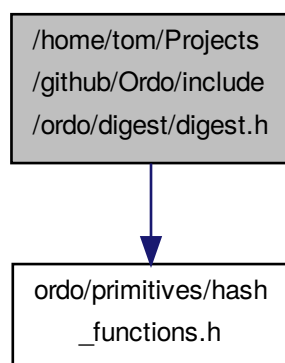 /home/tom/Projects
/github/Ordo/include
/ordo/digest/digest.h
ordo/primitives/hash
_functions.h